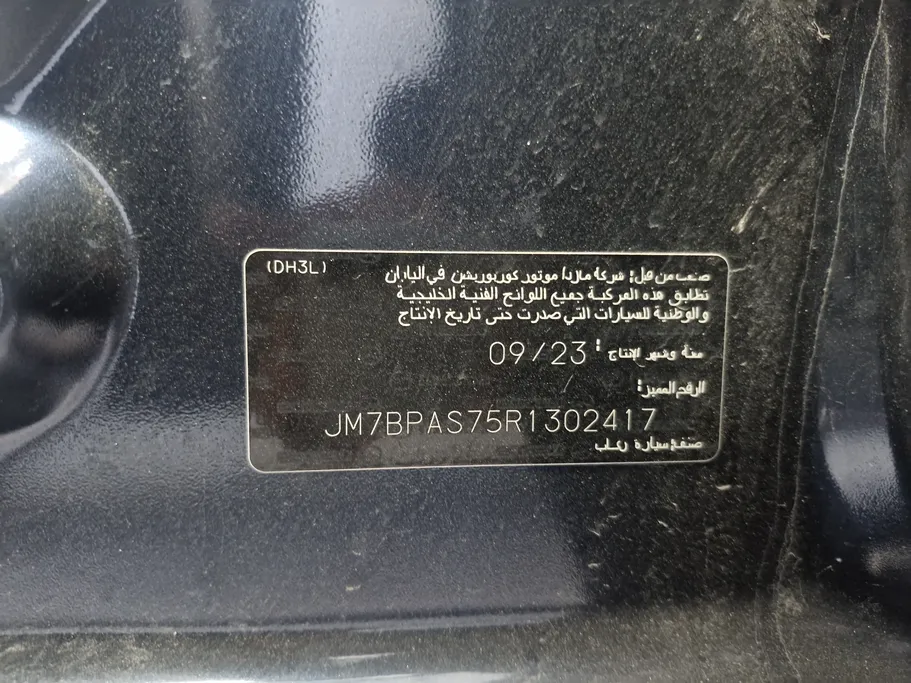 (DH3L)
صنعت من قبل: شركة مازدا موتور كوربوريشن في اليابان
تطابق هذه المركبة جميع اللوائح الفنية الخليجية
والوطنية للسيارات التي صدرت حتى تاريخ الإنتاج
سنة وشهر الإنتاج : 09/23
الرقم المميز:
JM7BPAS75R1302417
صنف: سيارة ركاب